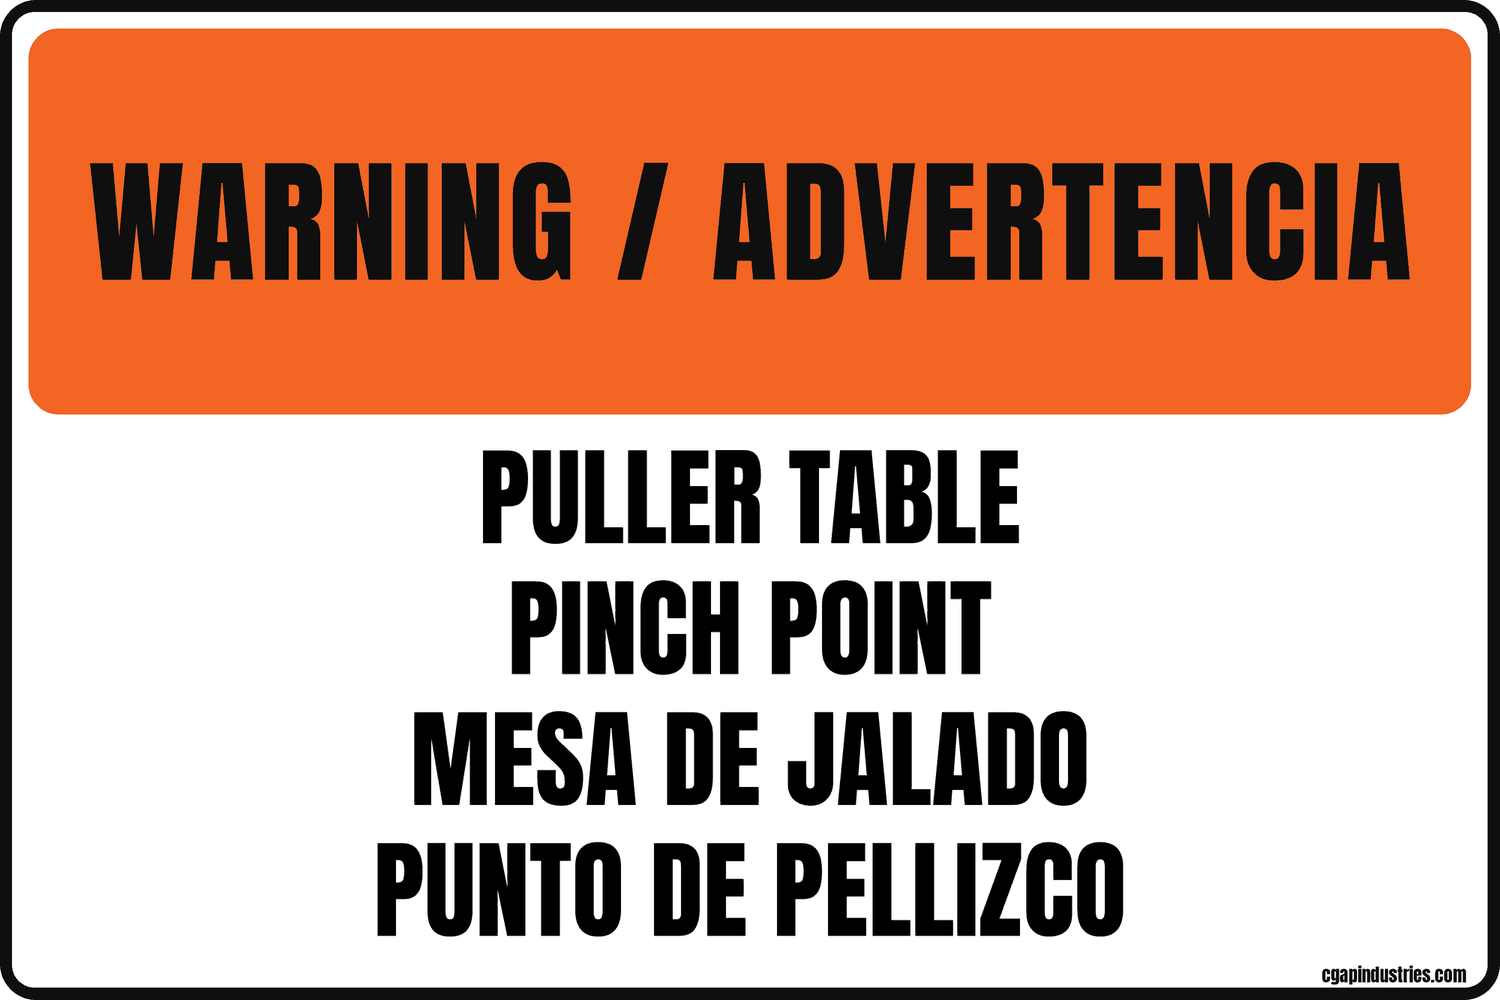 WARNING / ADVERTENCIA
PULLER TABLE
PINCH POINT
MESA DE JALADO
PUNTO DE PELLIZCO
cgapindustries.com